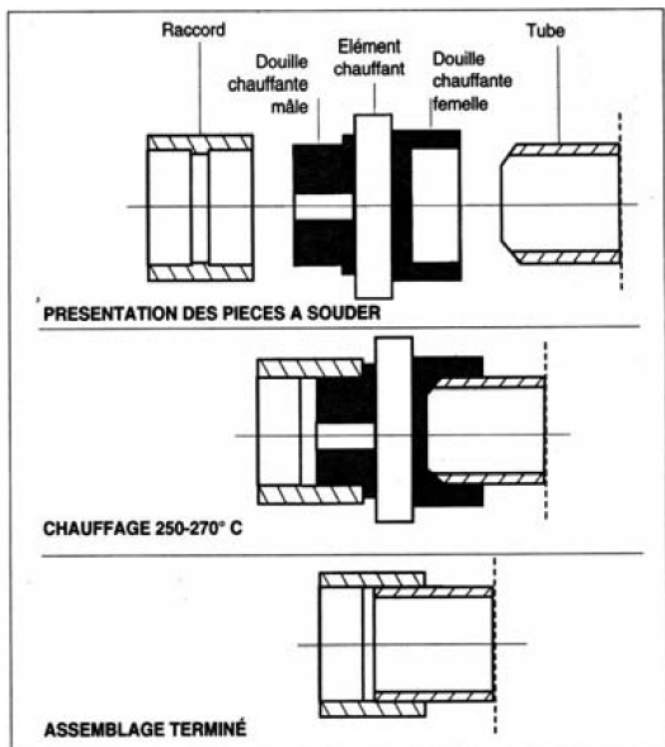 Raccord
Douille
chauffante
mâle
Elément
chauffant
Douille
chauffante
femelle
Tube
PRESENTATION DES PIECES A SOUDER
CHAUFFAGE 250-270° C
ASSEMBLAGE TERMINÉ